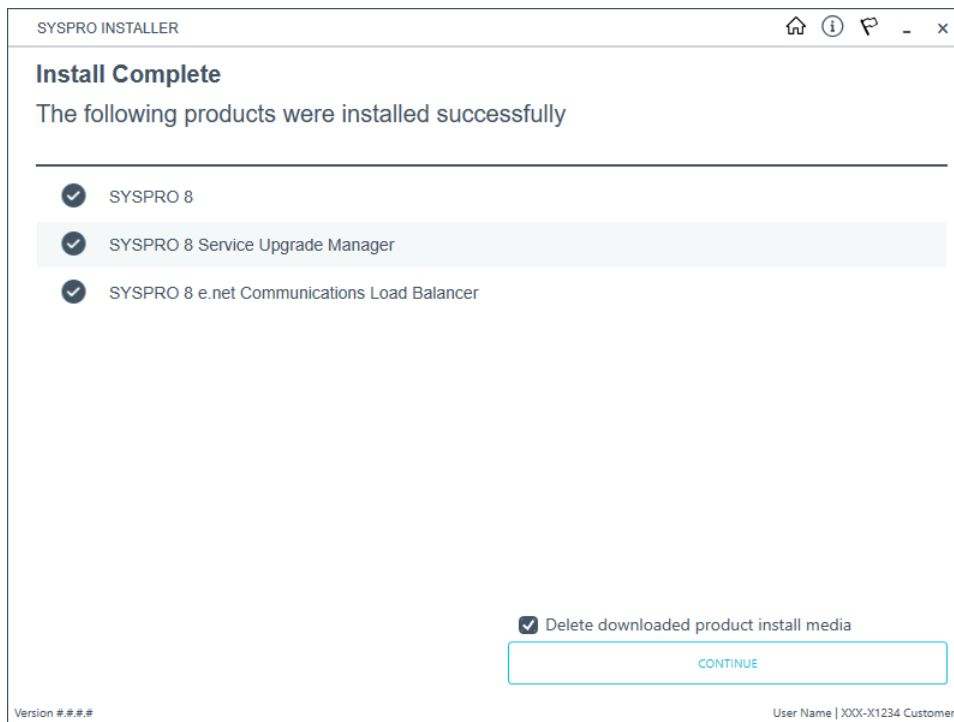 SYSPRO INSTALLER
Install Complete
The following products were installed successfully
SYSPRO 8
SYSPRO 8 Service Upgrade Manager
SYSPRO 8 e.net Communications Load Balancer
Delete downloaded product install media
CONTINUE
Version #.#.#.#
User Name | XXX-X1234 Customer